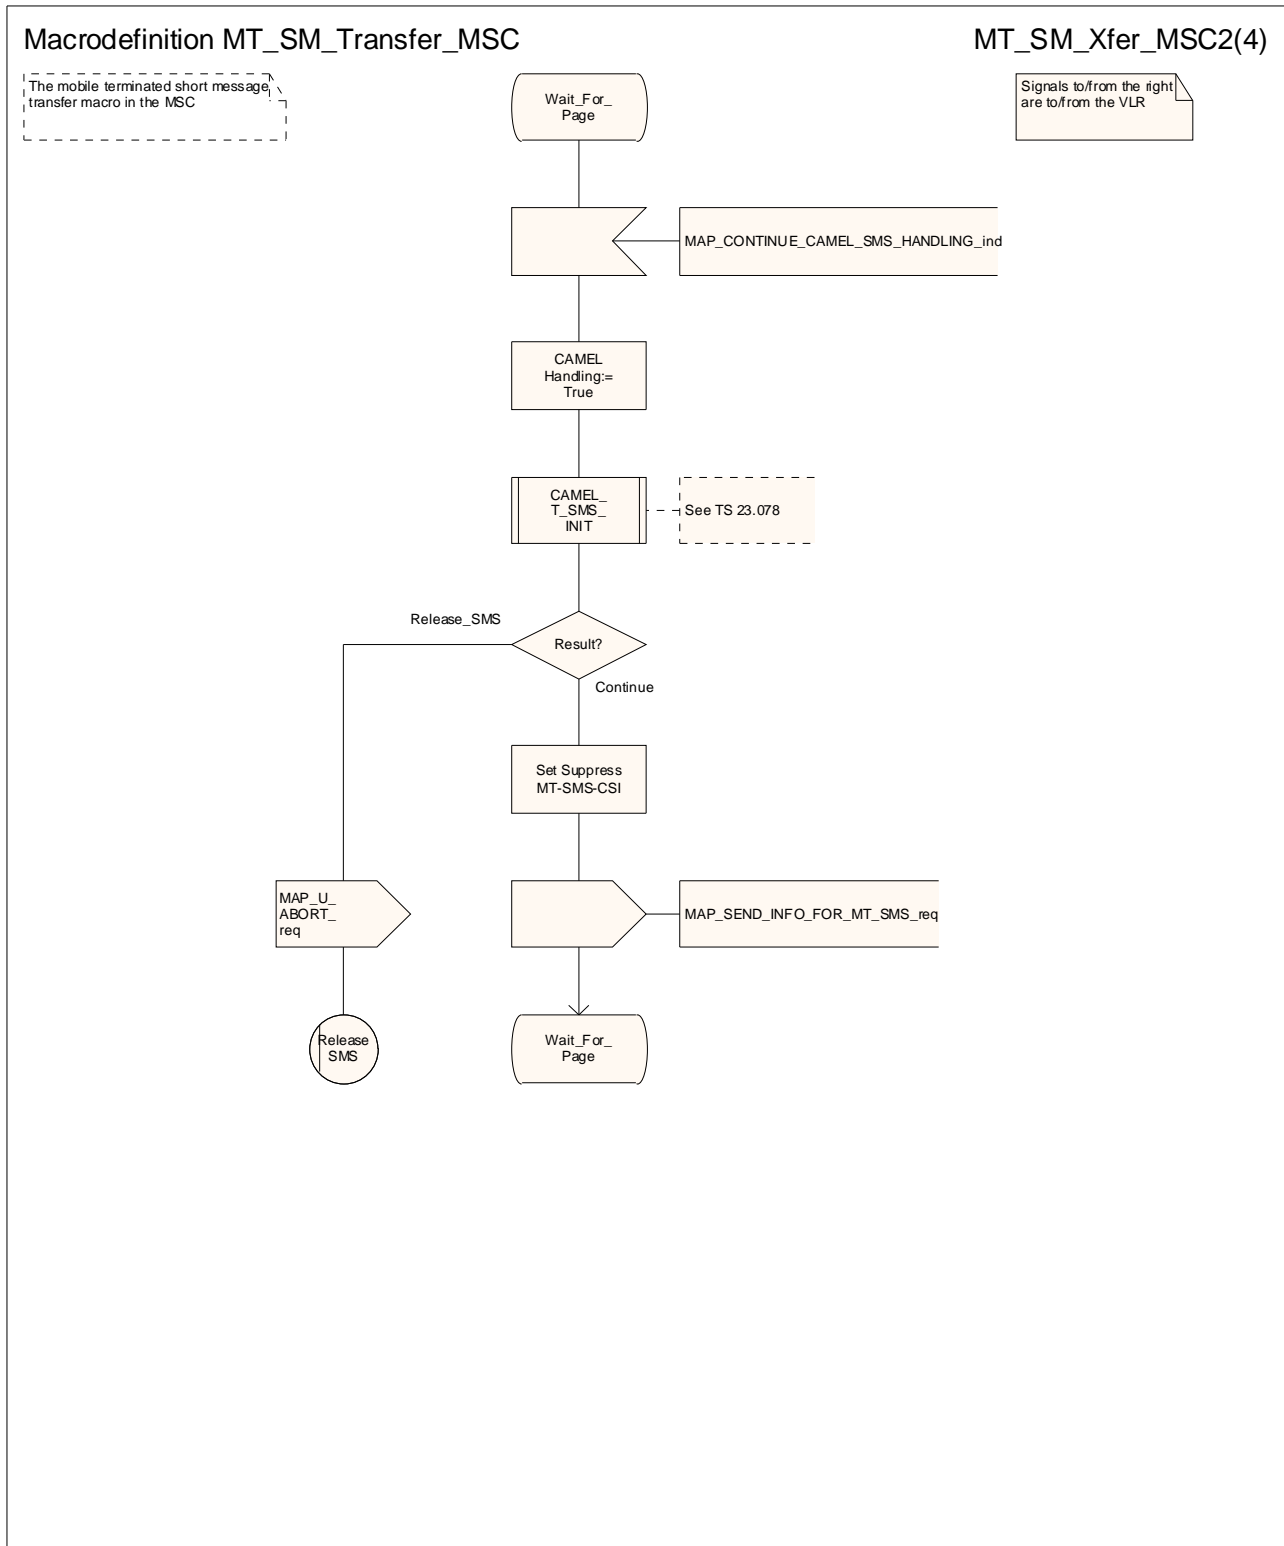 Macrodefinition MT_SM_Transfer_MSC
MT_SM_Xfer_MSC2(4)
The mobile terminated short message
transfer macro in the MSC
Wait_For_
Page
Signals to/from the right
are to/from the VLR
MAP_CONTINUE_CAMEL_SMS_HANDLING_ind
CAMEL
Handling:=
True
CAMEL_
T_SMS_
INIT
See TS 23.078
Release_SMS
Result?
Continue
Set Suppress
MT-SMS-CSI
MAP_U_
ABORT_
req
MAP_SEND_INFO_FOR_MT_SMS_req
Release
SMS
Wait_For_
Page